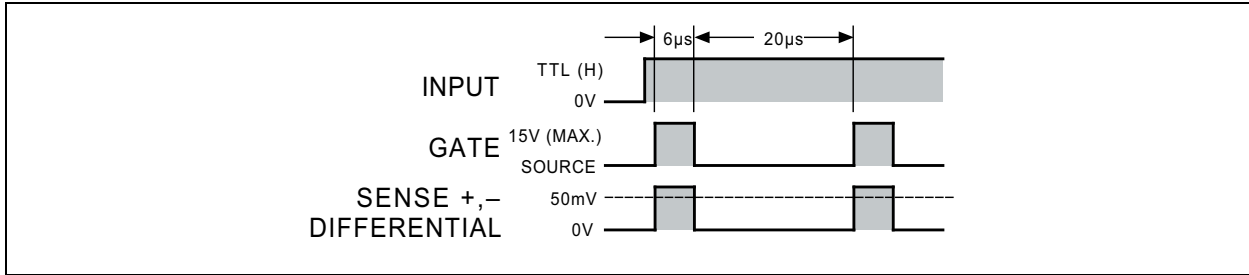 6µs 20µs
INPUT TTL (H)
0V
GATE 15V (MAX.)
SOURCE
SENSE +,–
DIFFERENTIAL
50mV
0V